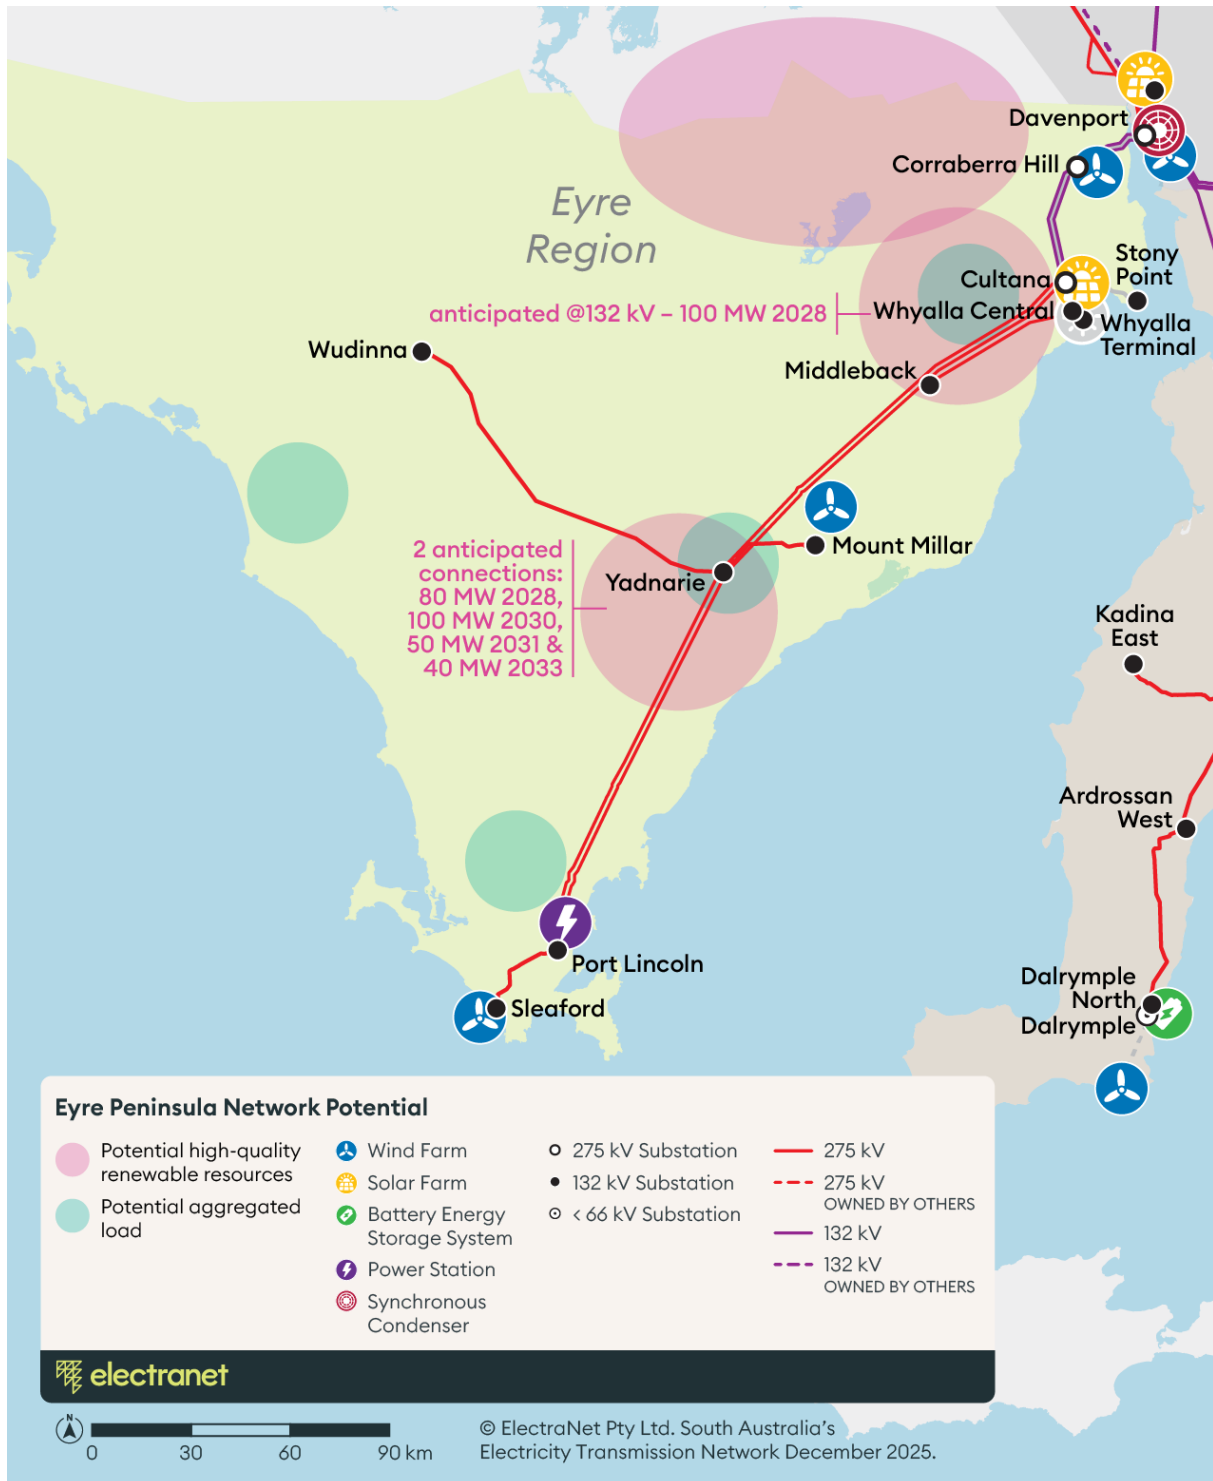 Davenport
Corraberra Hill
Eyre
Region
Stony
Point
Cultana
anticipated @132 kV – 100 MW 2028
Whyalla Central
Whyalla
Terminal
Wudinna
Middleback
2 anticipated
connections:
80 MW 2028,
100 MW 2030,
50 MW 2031 &
40 MW 2033
Mount Millar
Yadnarie
Kadina
East
Ardrossan
West
Port Lincoln
Sleaford
Dalrymple
North
Dalrymple
Eyre Peninsula Network Potential
Potential high-quality
renewable resources
Potential aggregated
load
Wind Farm
Solar Farm
Battery Energy
Storage System
Power Station
Synchronous
Condenser
275 kV Substation
132 kV Substation
< 66 kV Substation
275 kV
275 kV
OWNED BY OTHERS
132 kV
132 kV
OWNED BY OTHERS
electranet
N
0 30 60 90 km
© ElectraNet Pty Ltd. South Australia's
Electricity Transmission Network December 2025.